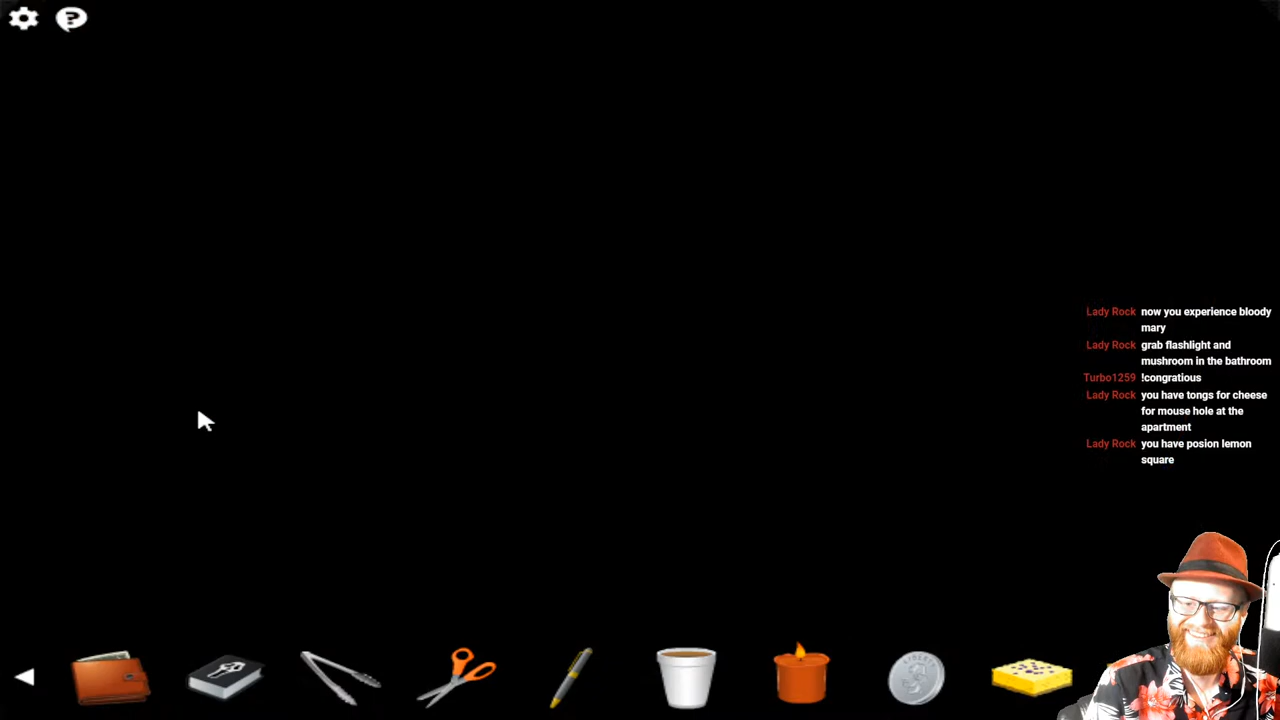 Lady Rock now you experience bloody
mary
Lady Rock grab flashlight and
mushroom in the bathroom
Turbo1259 !congratious
Lady Rock you have tongs for cheese
for mouse hole at the
apartment
Lady Rock you have posion lemon
square
?